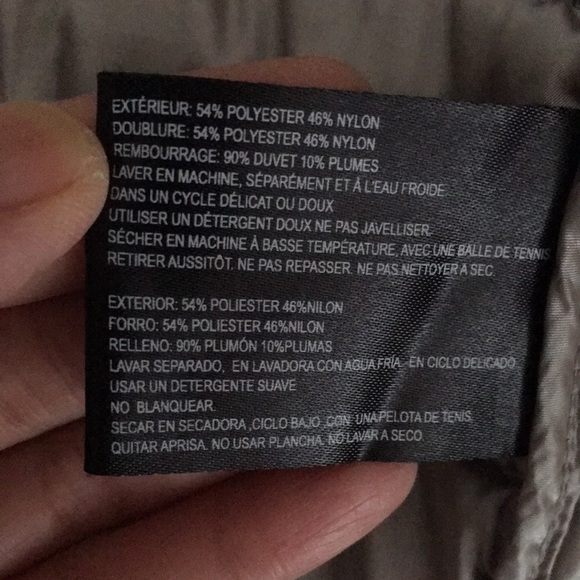 EXTÉRIEUR: 54% POLYESTER 46% NYLON
DOUBLURE: 54% POLYESTER 46% NYLON
REMBOURRAGE: 90% DUVET 10% PLUMES
LAVER EN MACHINE, SÉPARÉMENT ET À L'EAU FROIDE.
DANS UN CYCLE DÉLICAT OU DOUX
UTILISER UN DÉTERGENT DOUX NE PAS JAVELLISER.
SÉCHER EN MACHINE À BASSE TEMPÉRATURE, AVEC UNE BALLE DE TENNIS
RETIRER AUSSITÔT. NE PAS REPASSER. NE PAS NETTOYER A SEC.
EXTERIOR: 54% POLIESTER 46%NILON
FORRO: 54% POLIESTER 46%NILON
RELLENO: 90% PLUMÓN 10%PLUMAS
LAVAR SEPARADO, EN LAVADORA CON AGUA FRÍA- EN CICLO DELICADO
USAR UN DETERGENTE SUAVE
NO BLANQUEAR.
SECAR EN SECADORA ,CICLO BAJO CON UNAPELOTA DE TENIS.
QUITAR APRISA. NO USAR PLANCHA. NO LAVAR A SECO.